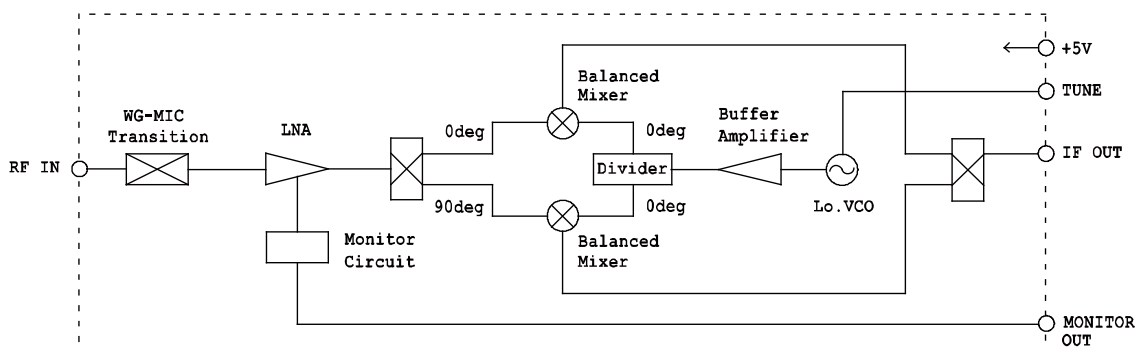 +5V
TUNE
Balanced
Mixer
WG-MIC
Transition
LNA
0deg
0deg
Buffer
Amplifier
RF IN
Divider
IF OUT
90deg
0deg
Lo.VCO
Monitor
Circuit
Balanced
Mixer
MONITOR
OUT